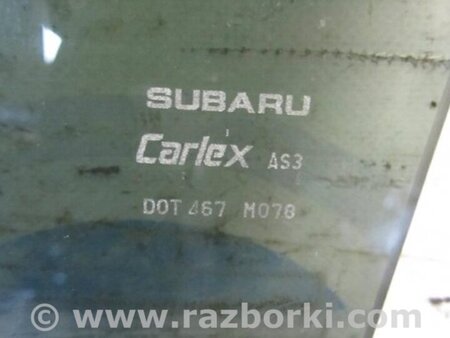 SUBARU
Carlex AS3
DOT 467 M078
© www.razborki.com